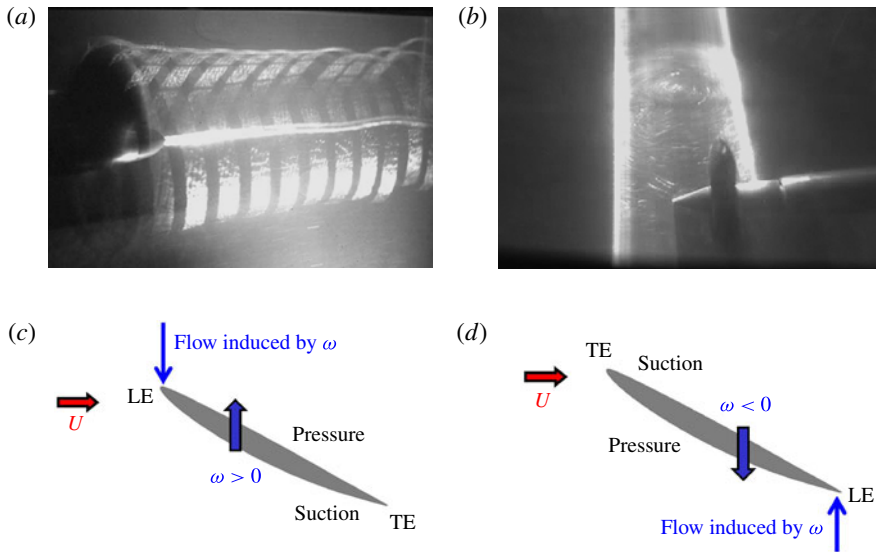 (a)
(b)
(c)
Flow induced by ω
LE
U
Pressure
ω > 0
Suction
TE
(d)
TE
Suction
U
ω < 0
Pressure
LE
Flow induced by ω